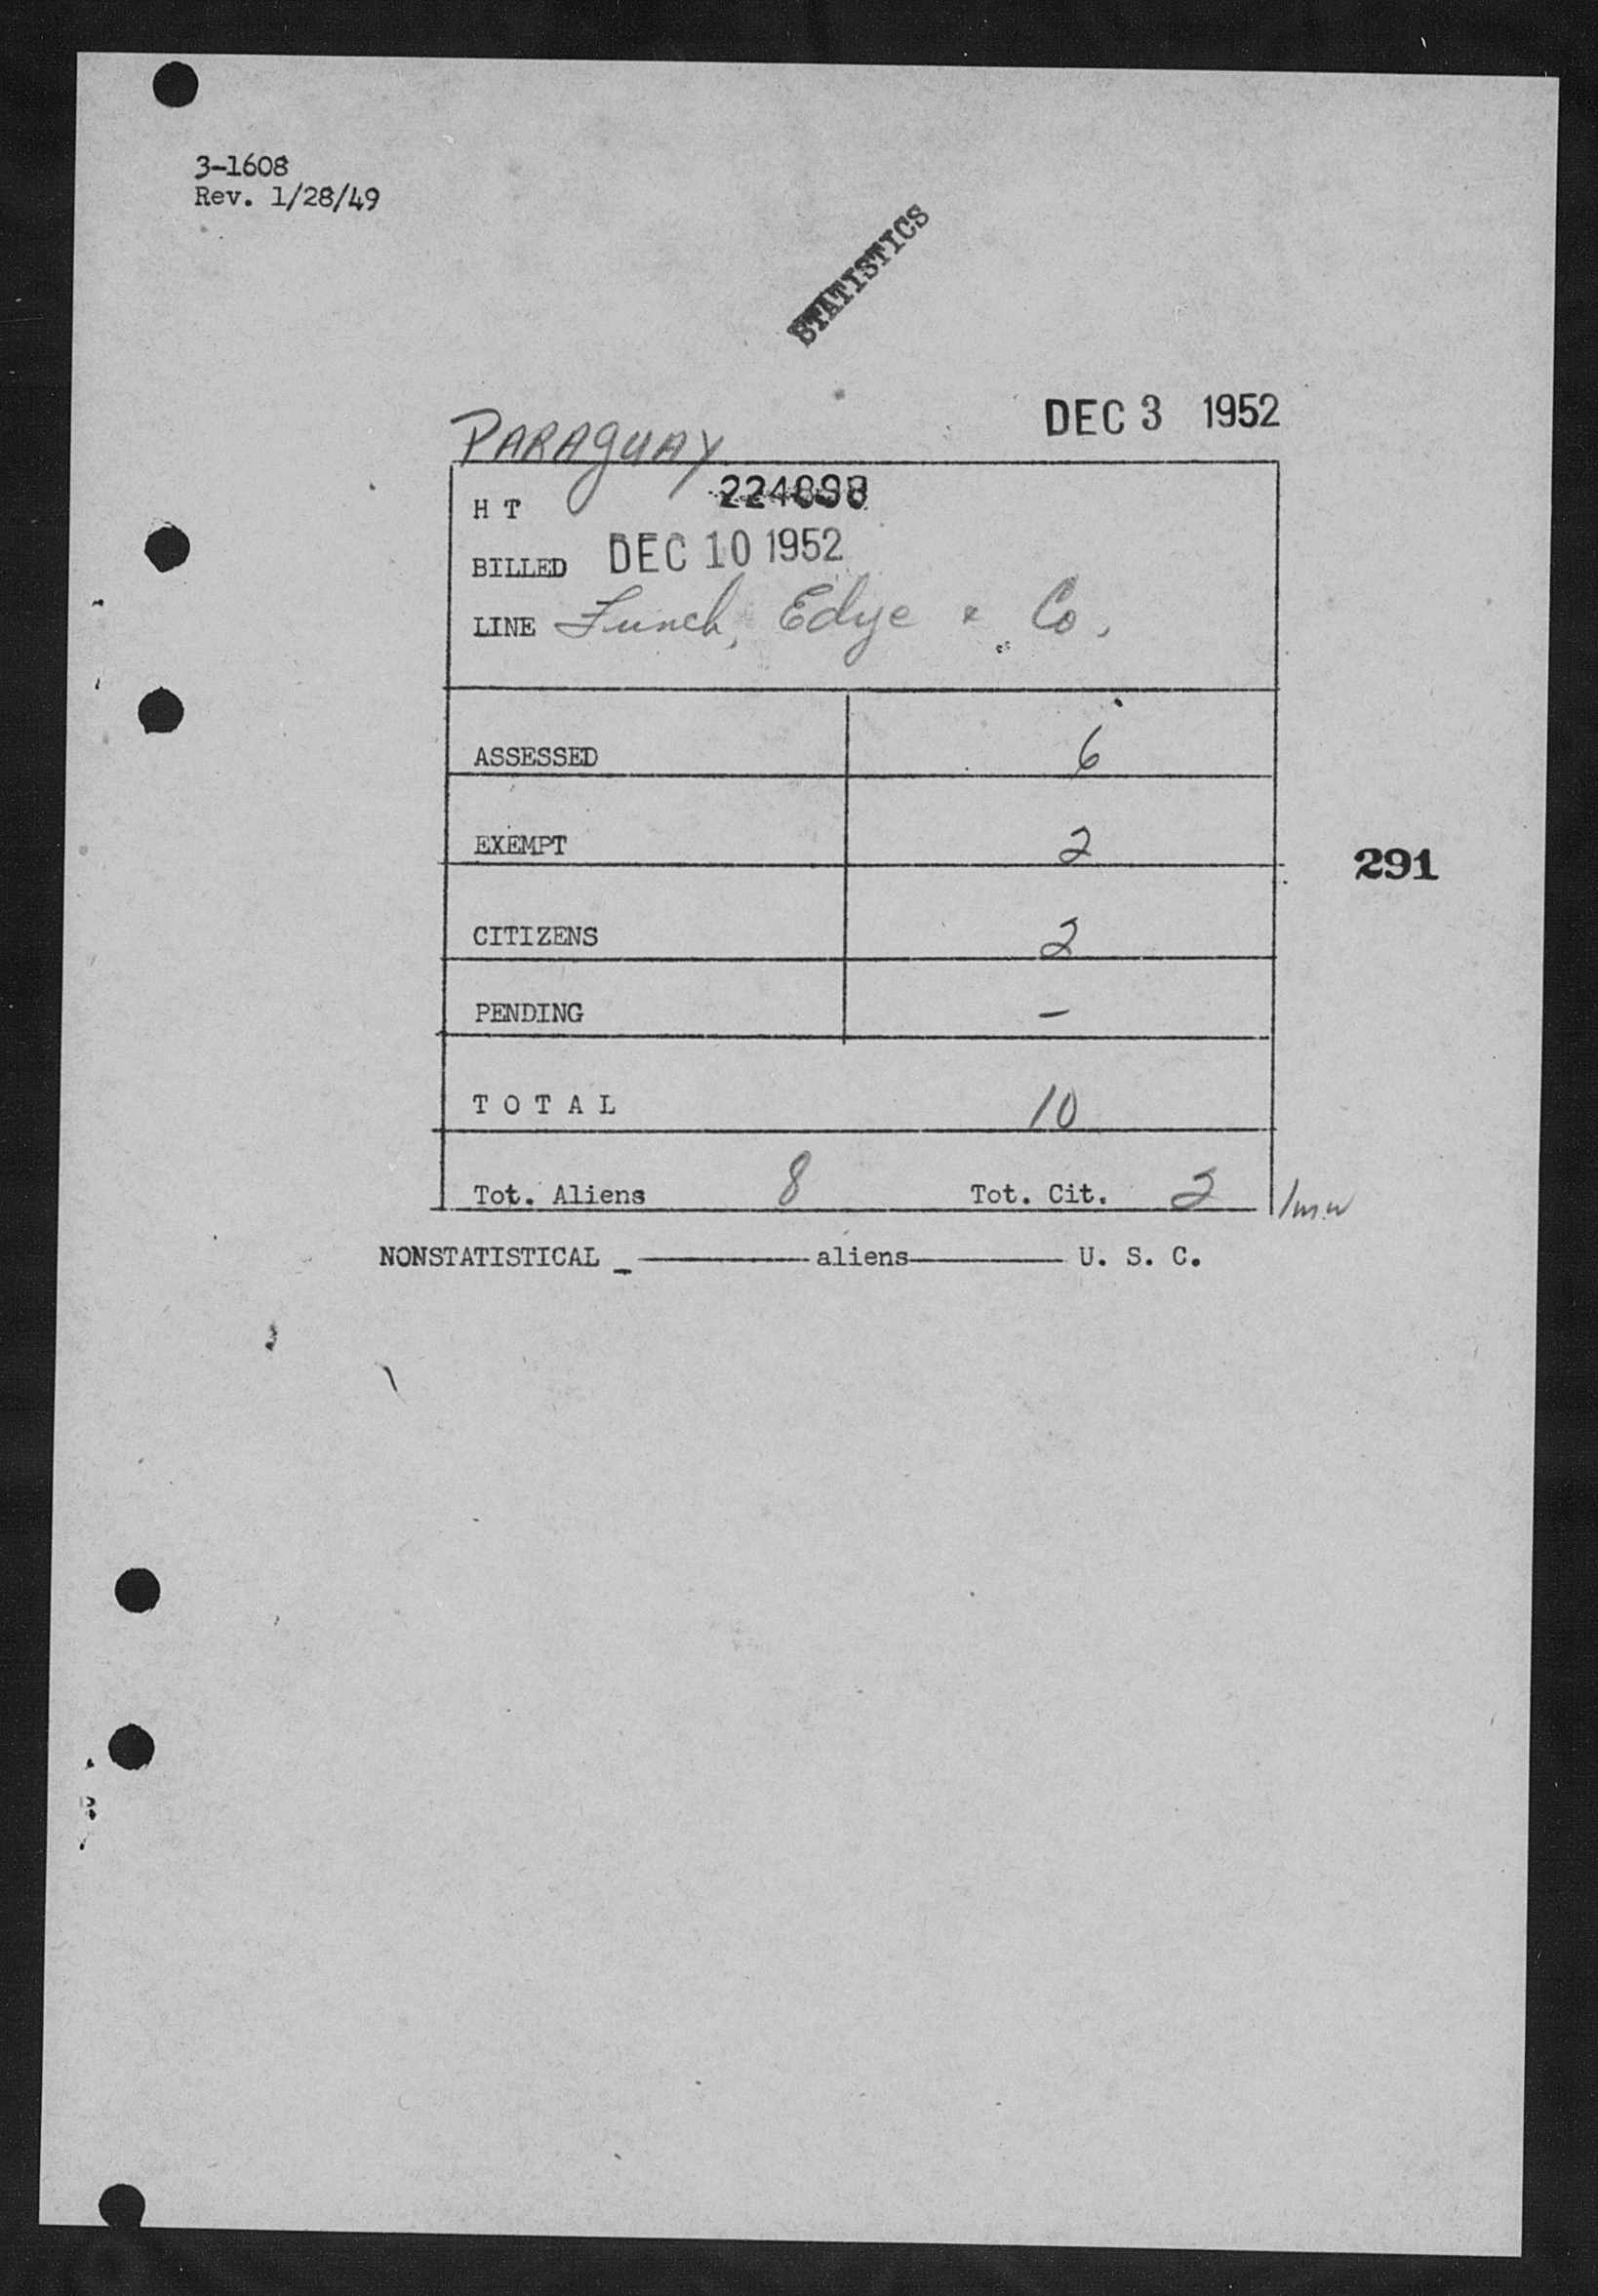 3-1608
Rev. 1/28/49
STATISTICS
PARAGUAY
DEC 3 1952
H T
BILLED DEC 10 1952
LINE Funch, Edye & Co.
ASSESSED 6
EXEMPT 2
291
CITIZENS 2
PENDING –
T O T A L 10
Tot. Aliens 8 Tot. Cit. 2
NONSTATISTICAL _ ———— aliens ———— U. S. C.